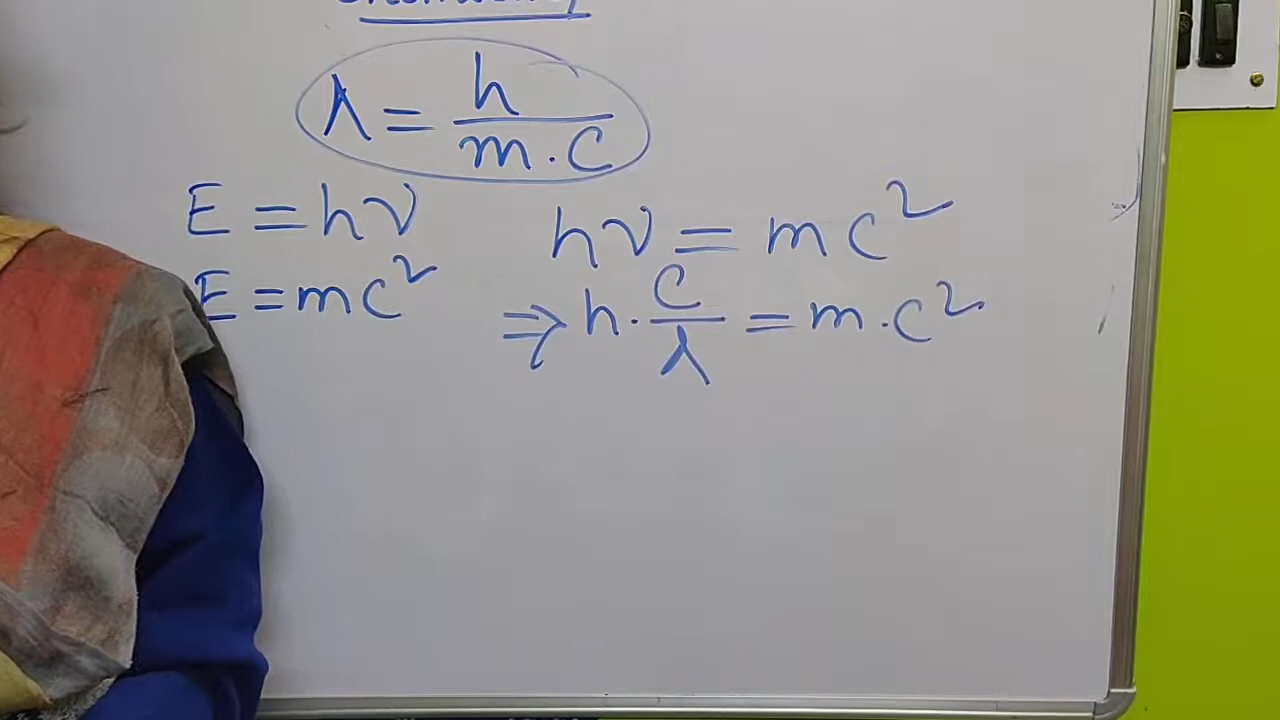 λ = h / m . c
E = hν
hν = mc²
E = mc²
⇒ h . c / λ = m . c²